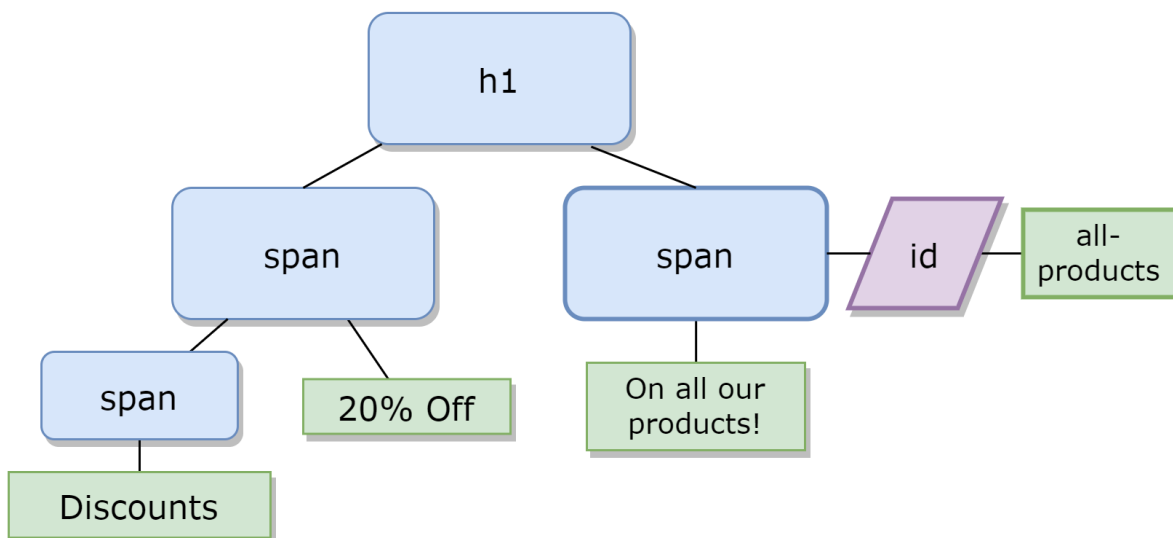 h1
span
span
id
all-
products
span
20% Off
On all our
products!
Discounts